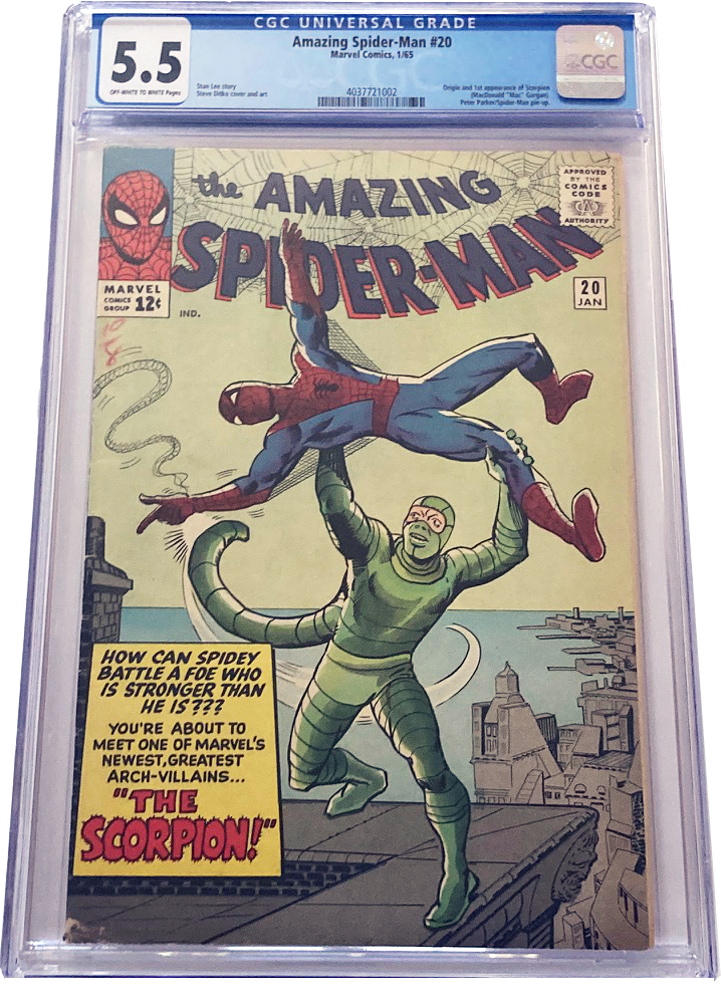 CGC UNIVERSAL GRADE
5.5
OFF-WHITE TO WHITE Pages
Amazing Spider-Man #20
Marvel Comics, 1/65
Stan Lee story
Steve Ditko cover and art
4037721002
Origin and 1st appearance of Scorpion
(MacDonald "Mac" Gargan).
Peter Parker/Spider-Man pin-up.
CGC
the AMAZING
SPIDER-MAN
APPROVED
BY THE
COMICS
CODE
CA
AUTHORITY
MARVEL
COMICS
GROUP 12¢
IND.
20
JAN
HOW CAN SPIDEY
BATTLE A FOE WHO
IS STRONGER THAN
HE IS???
YOU'RE ABOUT TO
MEET ONE OF MARVEL'S
NEWEST, GREATEST
ARCH-VILLAINS...
"THE
SCORPION!"